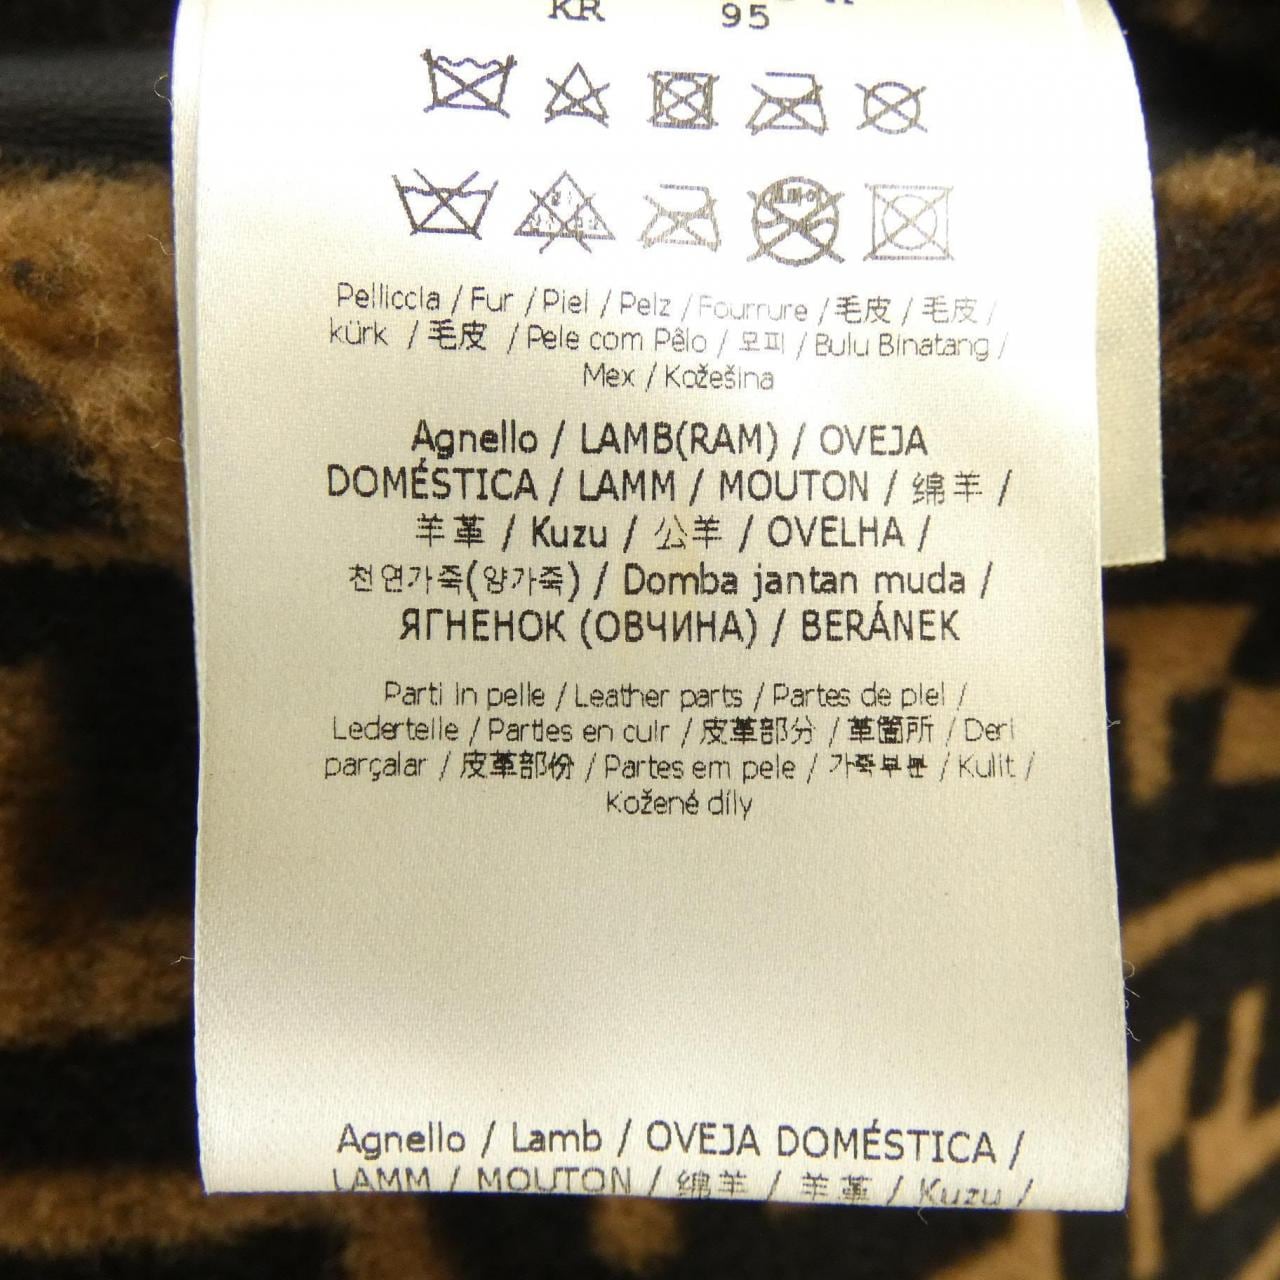 KR 95
Pelliccia / Fur / Piel / Pelz / Fourrure / 毛皮 / 毛皮 /
kürk / 毛皮 / Pele com Pêlo / 모피 / Bulu Binatang /
Mex / Kožešina
Agnello / LAMB(RAM) / OVEJA
DOMÉSTICA / LAMM / MOUTON / 绵羊 /
羊革 / Kuzu / 公羊 / OVELHA /
천연가죽(양가죽) / Domba jantan muda /
ЯГНЕНОК (ОВЧИНА) / BERÁNEK
Parti in pelle / Leather parts / Partes de piel /
Ledertelle / Parties en cuir / 皮革部分 / 革箇所 / Deri
parçalar / 皮革部份 / Partes em pele / 가죽부분 / Kulit /
Kožené díly
Agnello / Lamb / OVEJA DOMÉSTICA /
LAMM / MOUTON / 绵羊 / 羊革 / Kuzu /